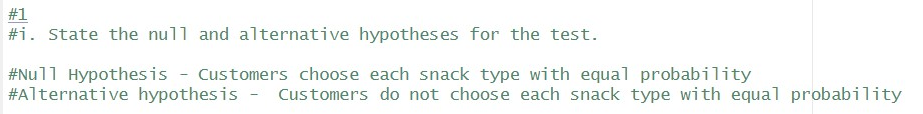 #1
#i. State the null and alternative hypotheses for the test.
#Null Hypothesis - Customers choose each snack type with equal probability
#Alternative hypothesis -  Customers do not choose each snack type with equal probability